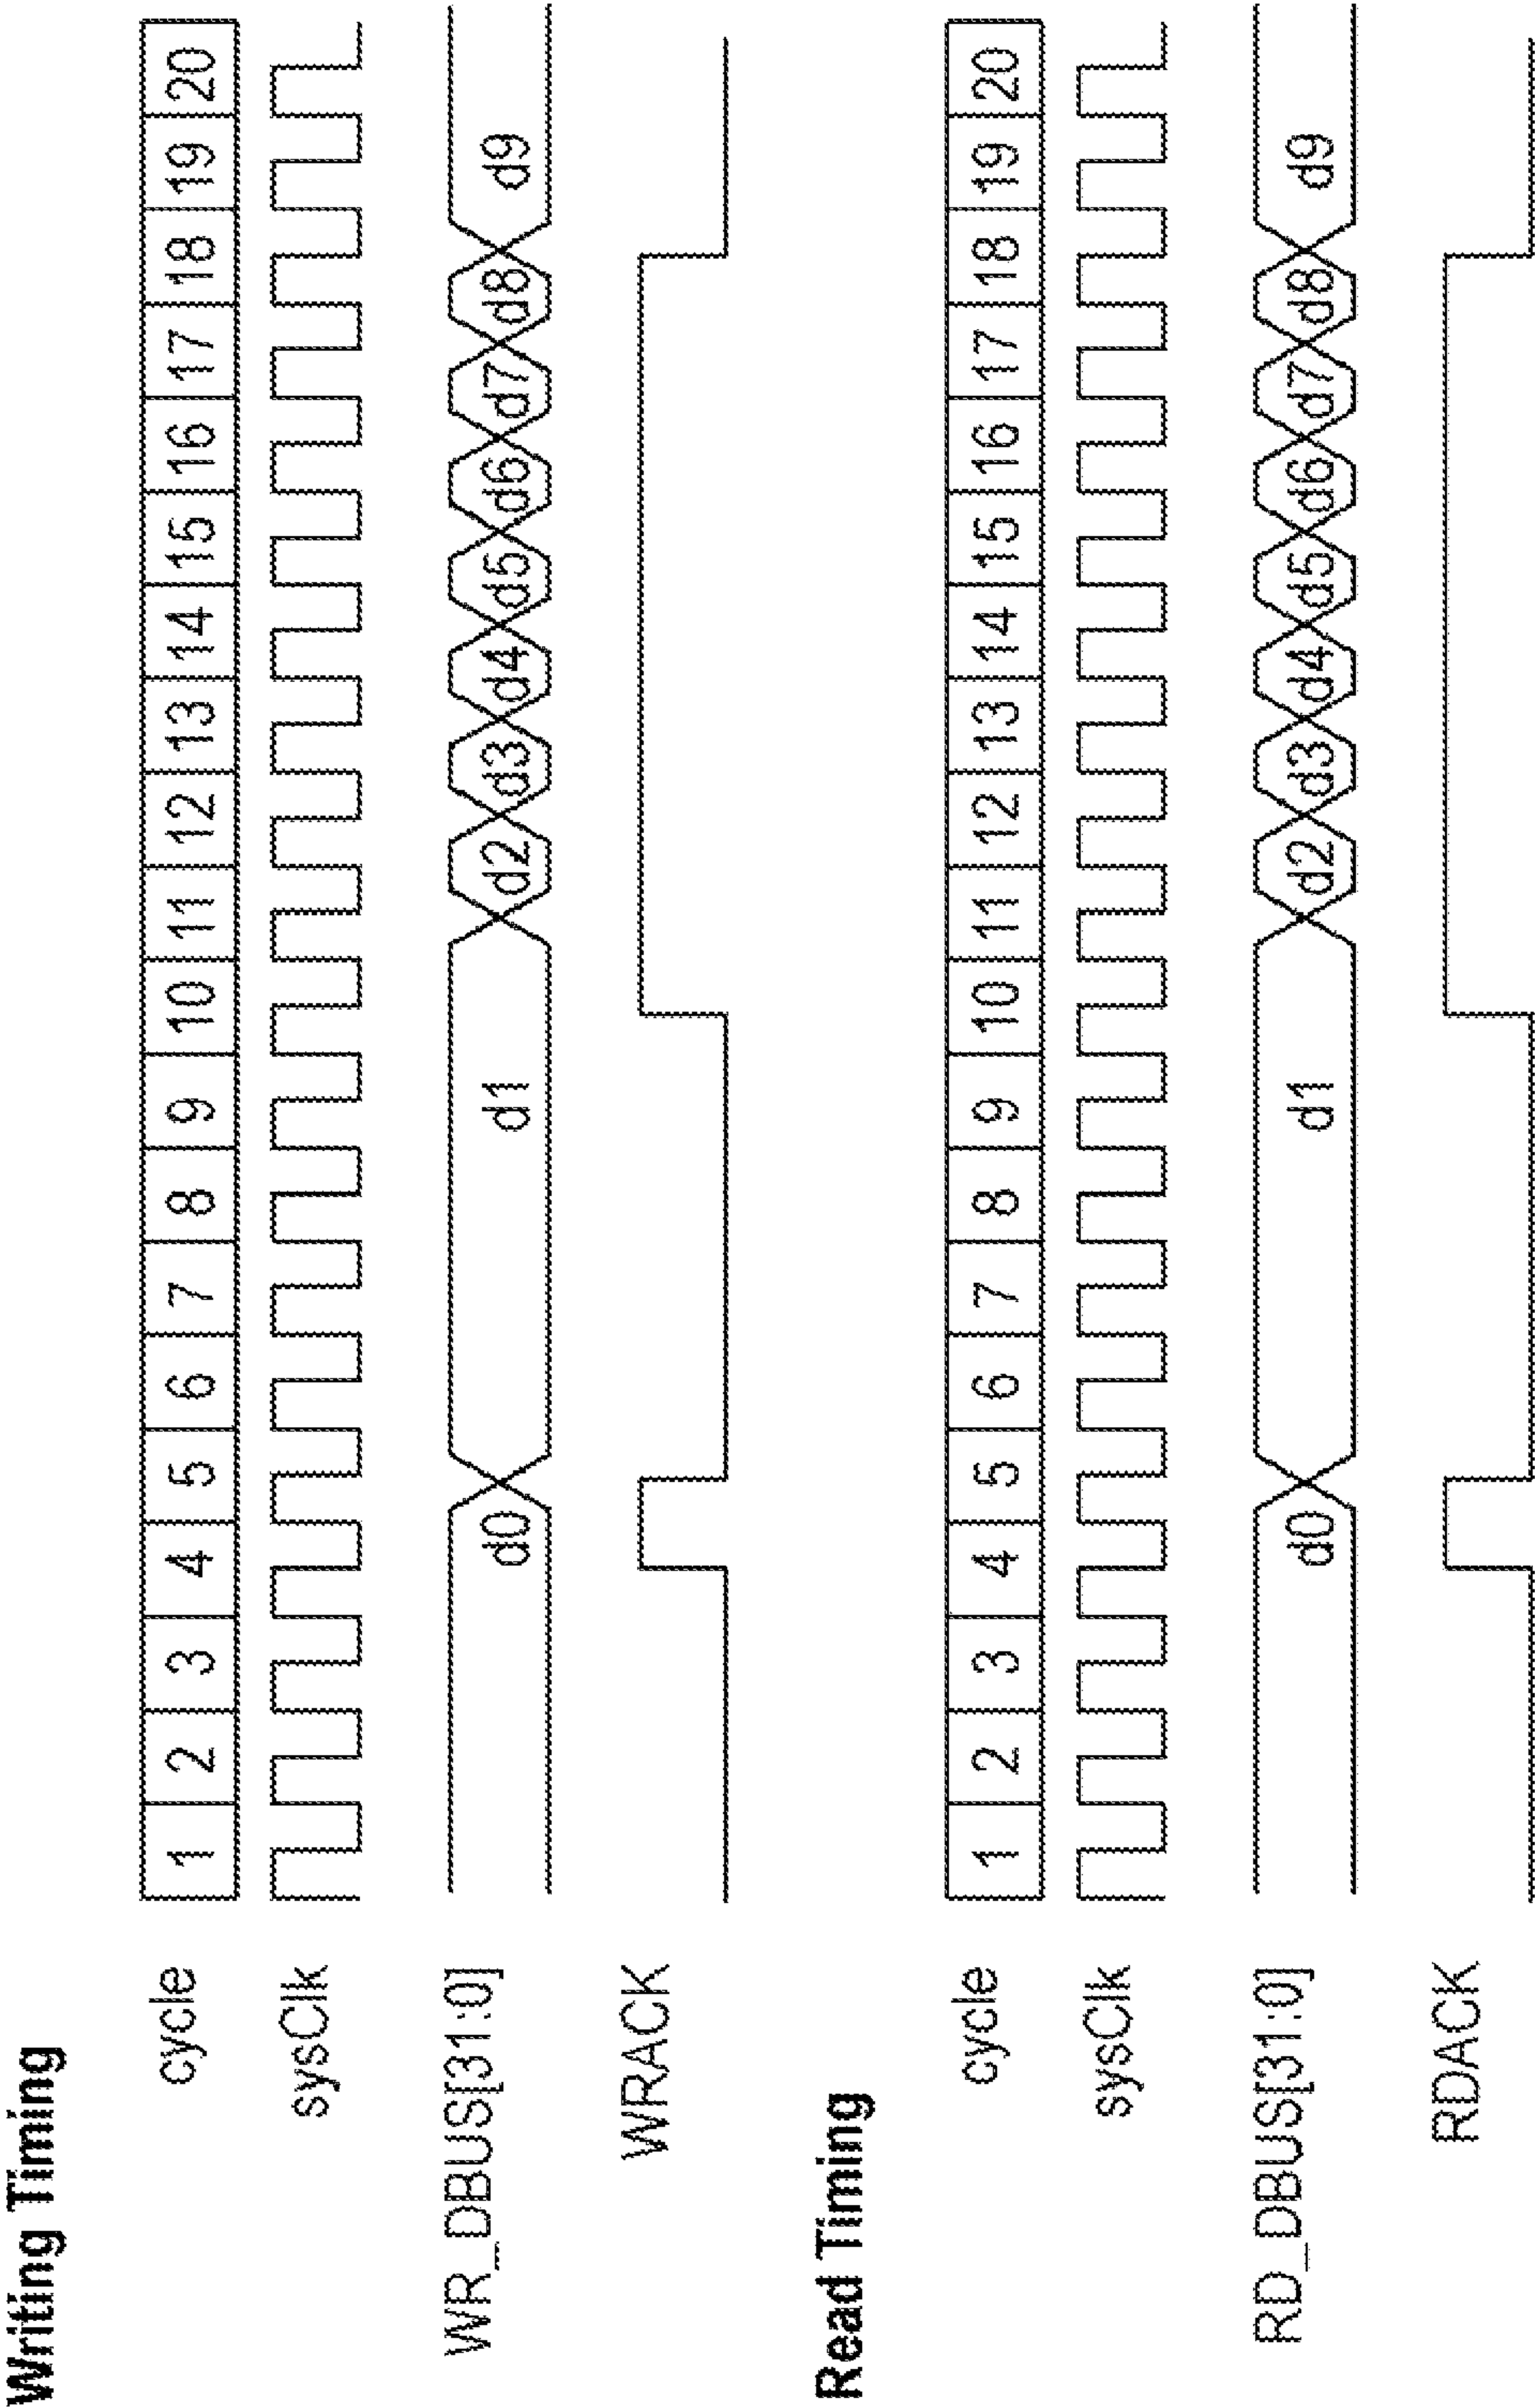 Writing Timing
cycle 1 2 3 4 5 6 7 8 9 10 11 12 13 14 15 16 17 18 19 20
sysClk
WR_DBUS[31:0] d0 d1 d2 d3 d4 d5 d6 d7 d8 d9
WRACK
Read Timing
cycle 1 2 3 4 5 6 7 8 9 10 11 12 13 14 15 16 17 18 19 20
sysClk
RD_DBUS[31:0] d0 d1 d2 d3 d4 d5 d6 d7 d8 d9
RDACK